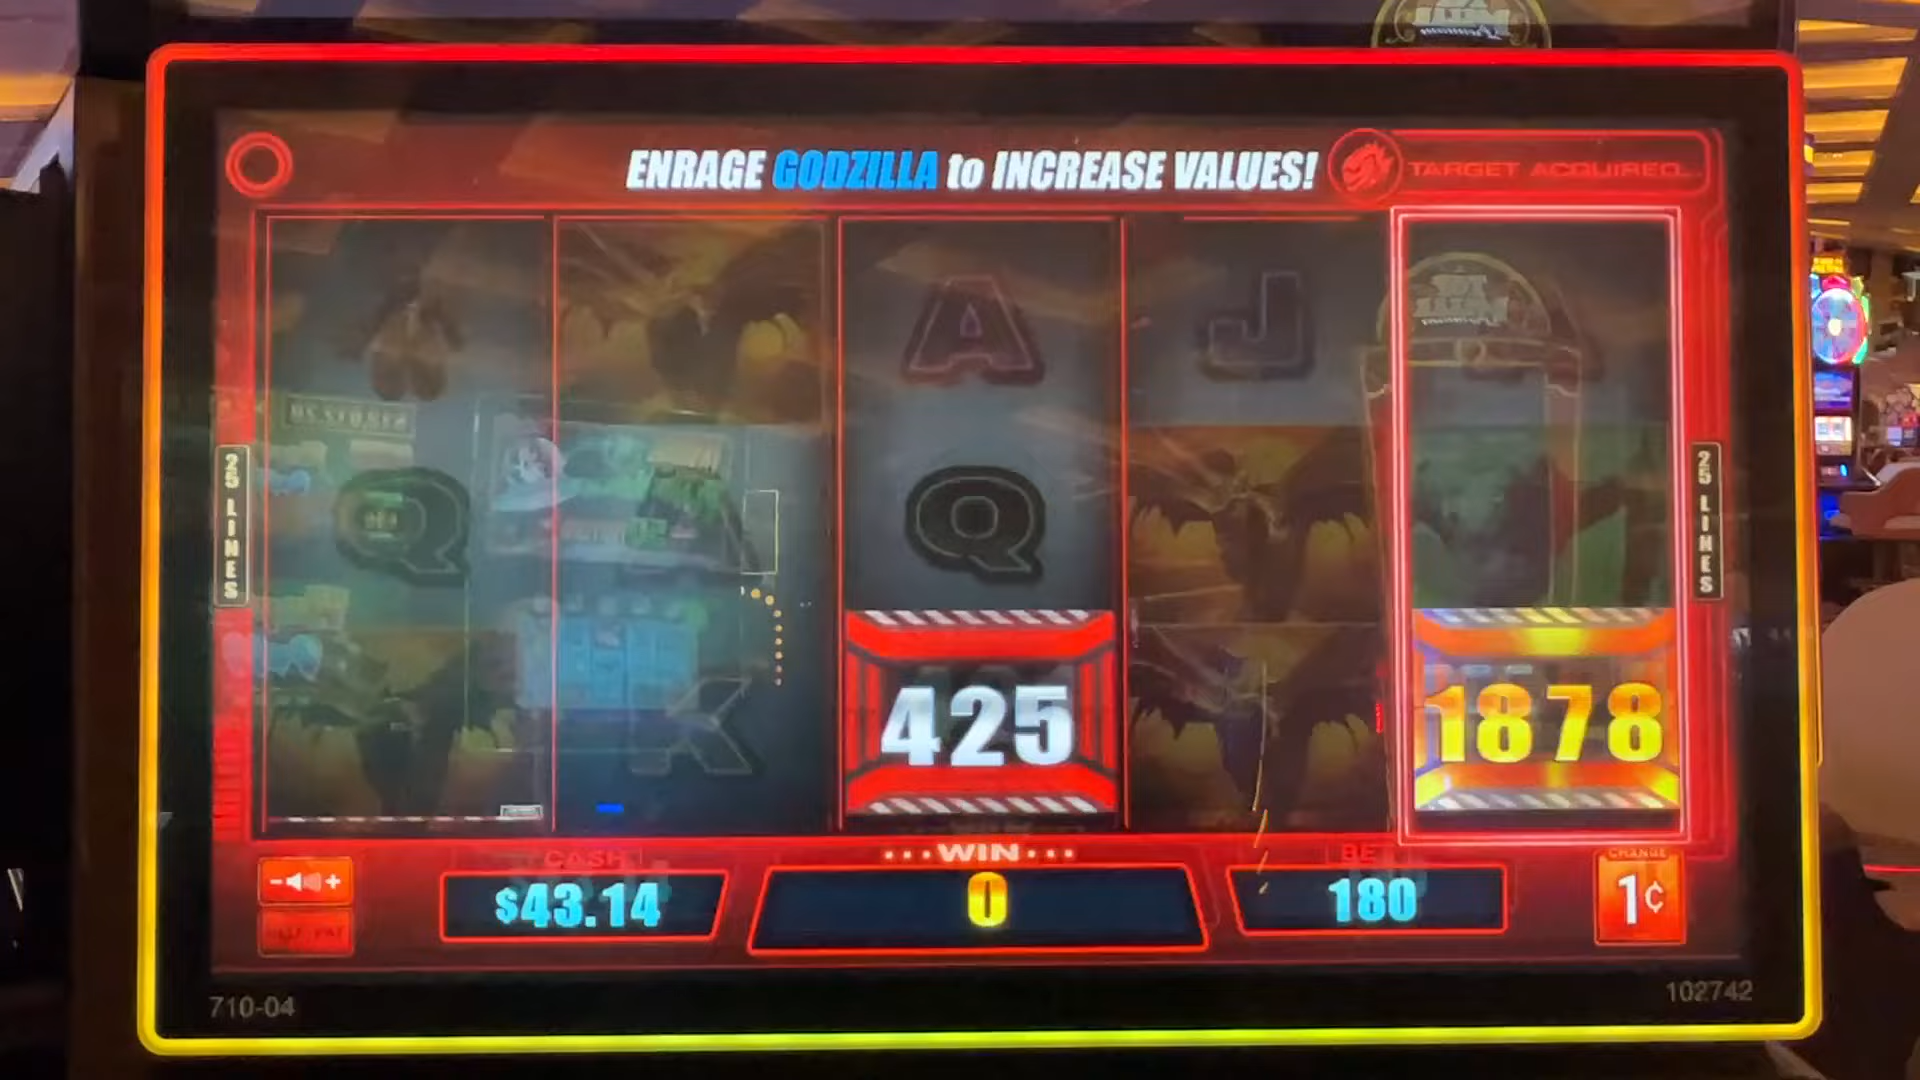 ENRAGE GODZILLA to INCREASE VALUES!
TARGET ACQUIRED...
A
J
25 LINES
Q
Q
25 LINES
425
1878
K
CASH
...WIN...
BET
CHANGE
- +
$43.14
0
180
1¢
710-04
102742